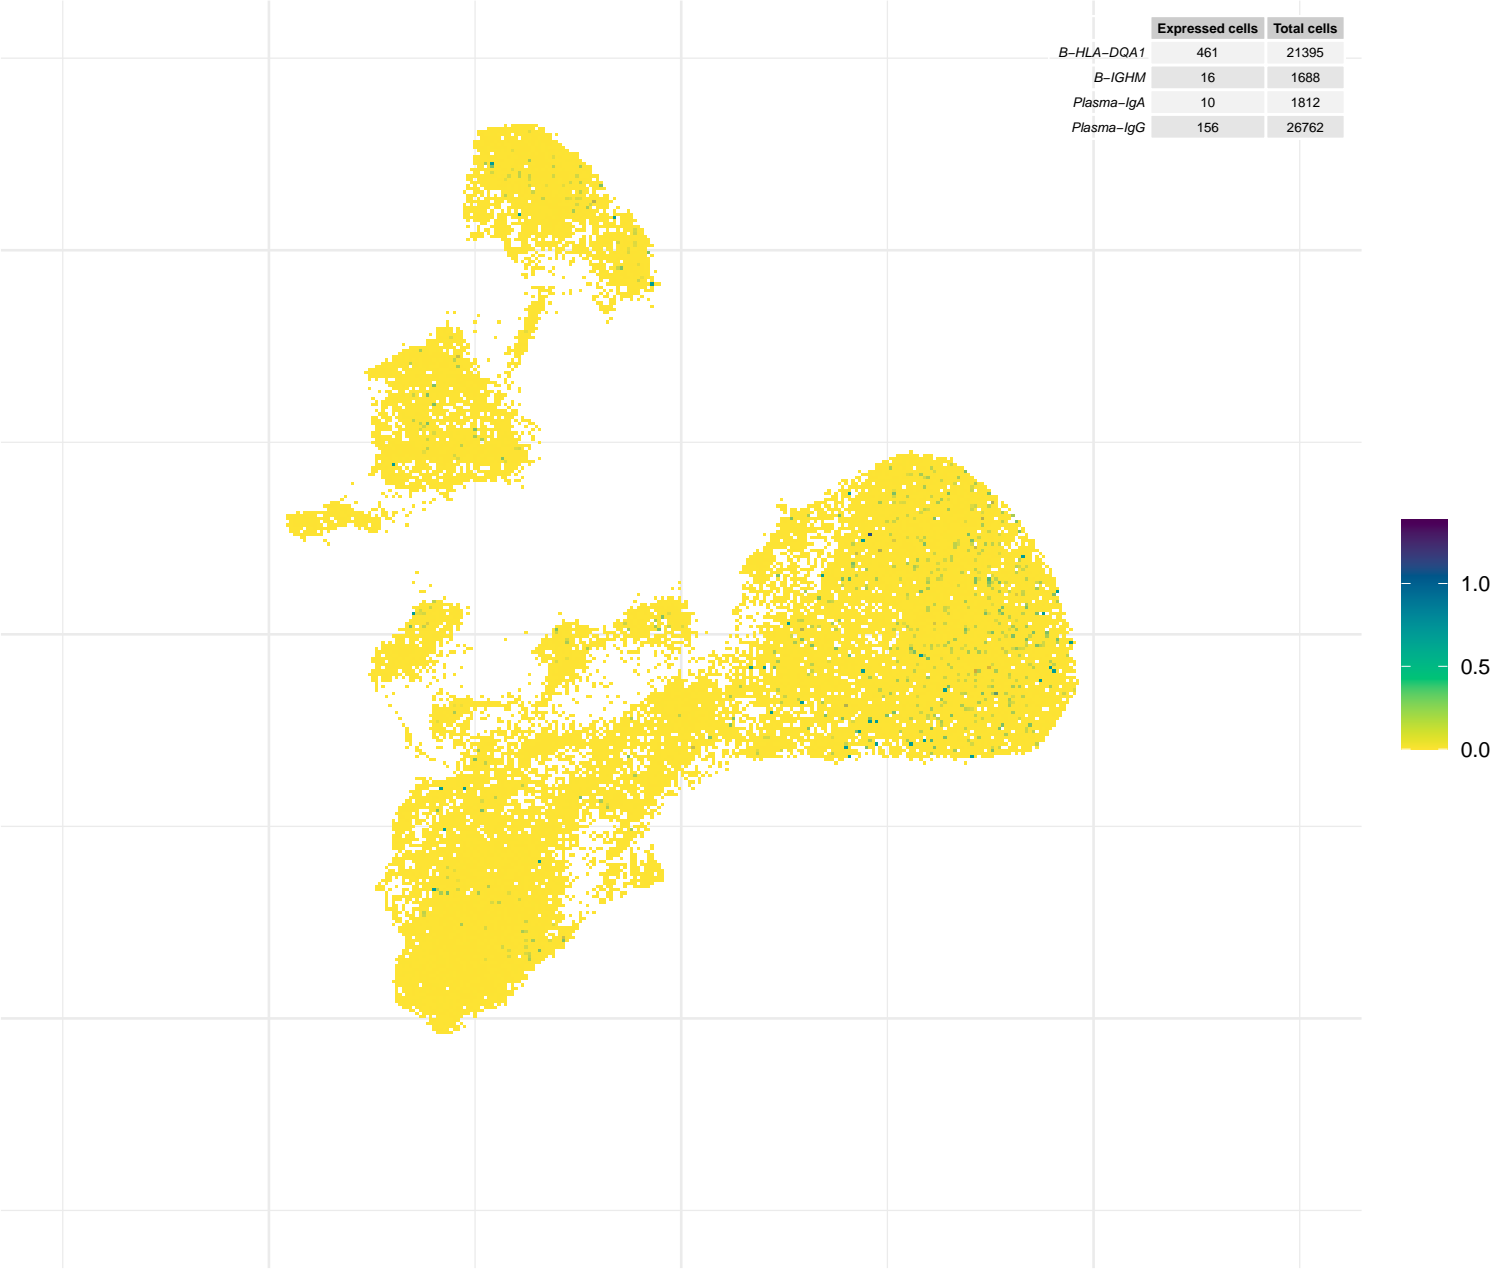 Expressed cells Total cells
B−HLA−DQA1 461 21395
B−IGHM 16 1688
Plasma−IgA 10 1812
Plasma−IgG 156 26762
1.0
0.5
0.0